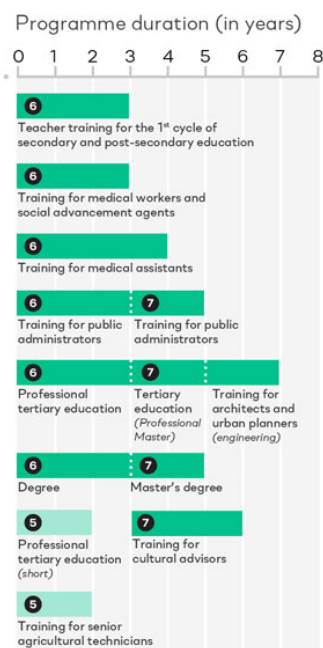 Programme duration (in years)
0 1 2 3 4 5 6 7 8
6
Teacher training for the 1st cycle of
secondary and post-secondary education
6
Training for medical workers and
social advancement agents
6
Training for medical assistants
6 7
Training for public Training for public
administrators administrators
6 7
Professional Tertiary Training for
tertiary education education architects and
(Professional urban planners
Master) (engineering)
6 7
Degree Master's degree
5 7
Professional Training for
tertiary education cultural advisors
(short)
5
Training for senior
agricultural technicians